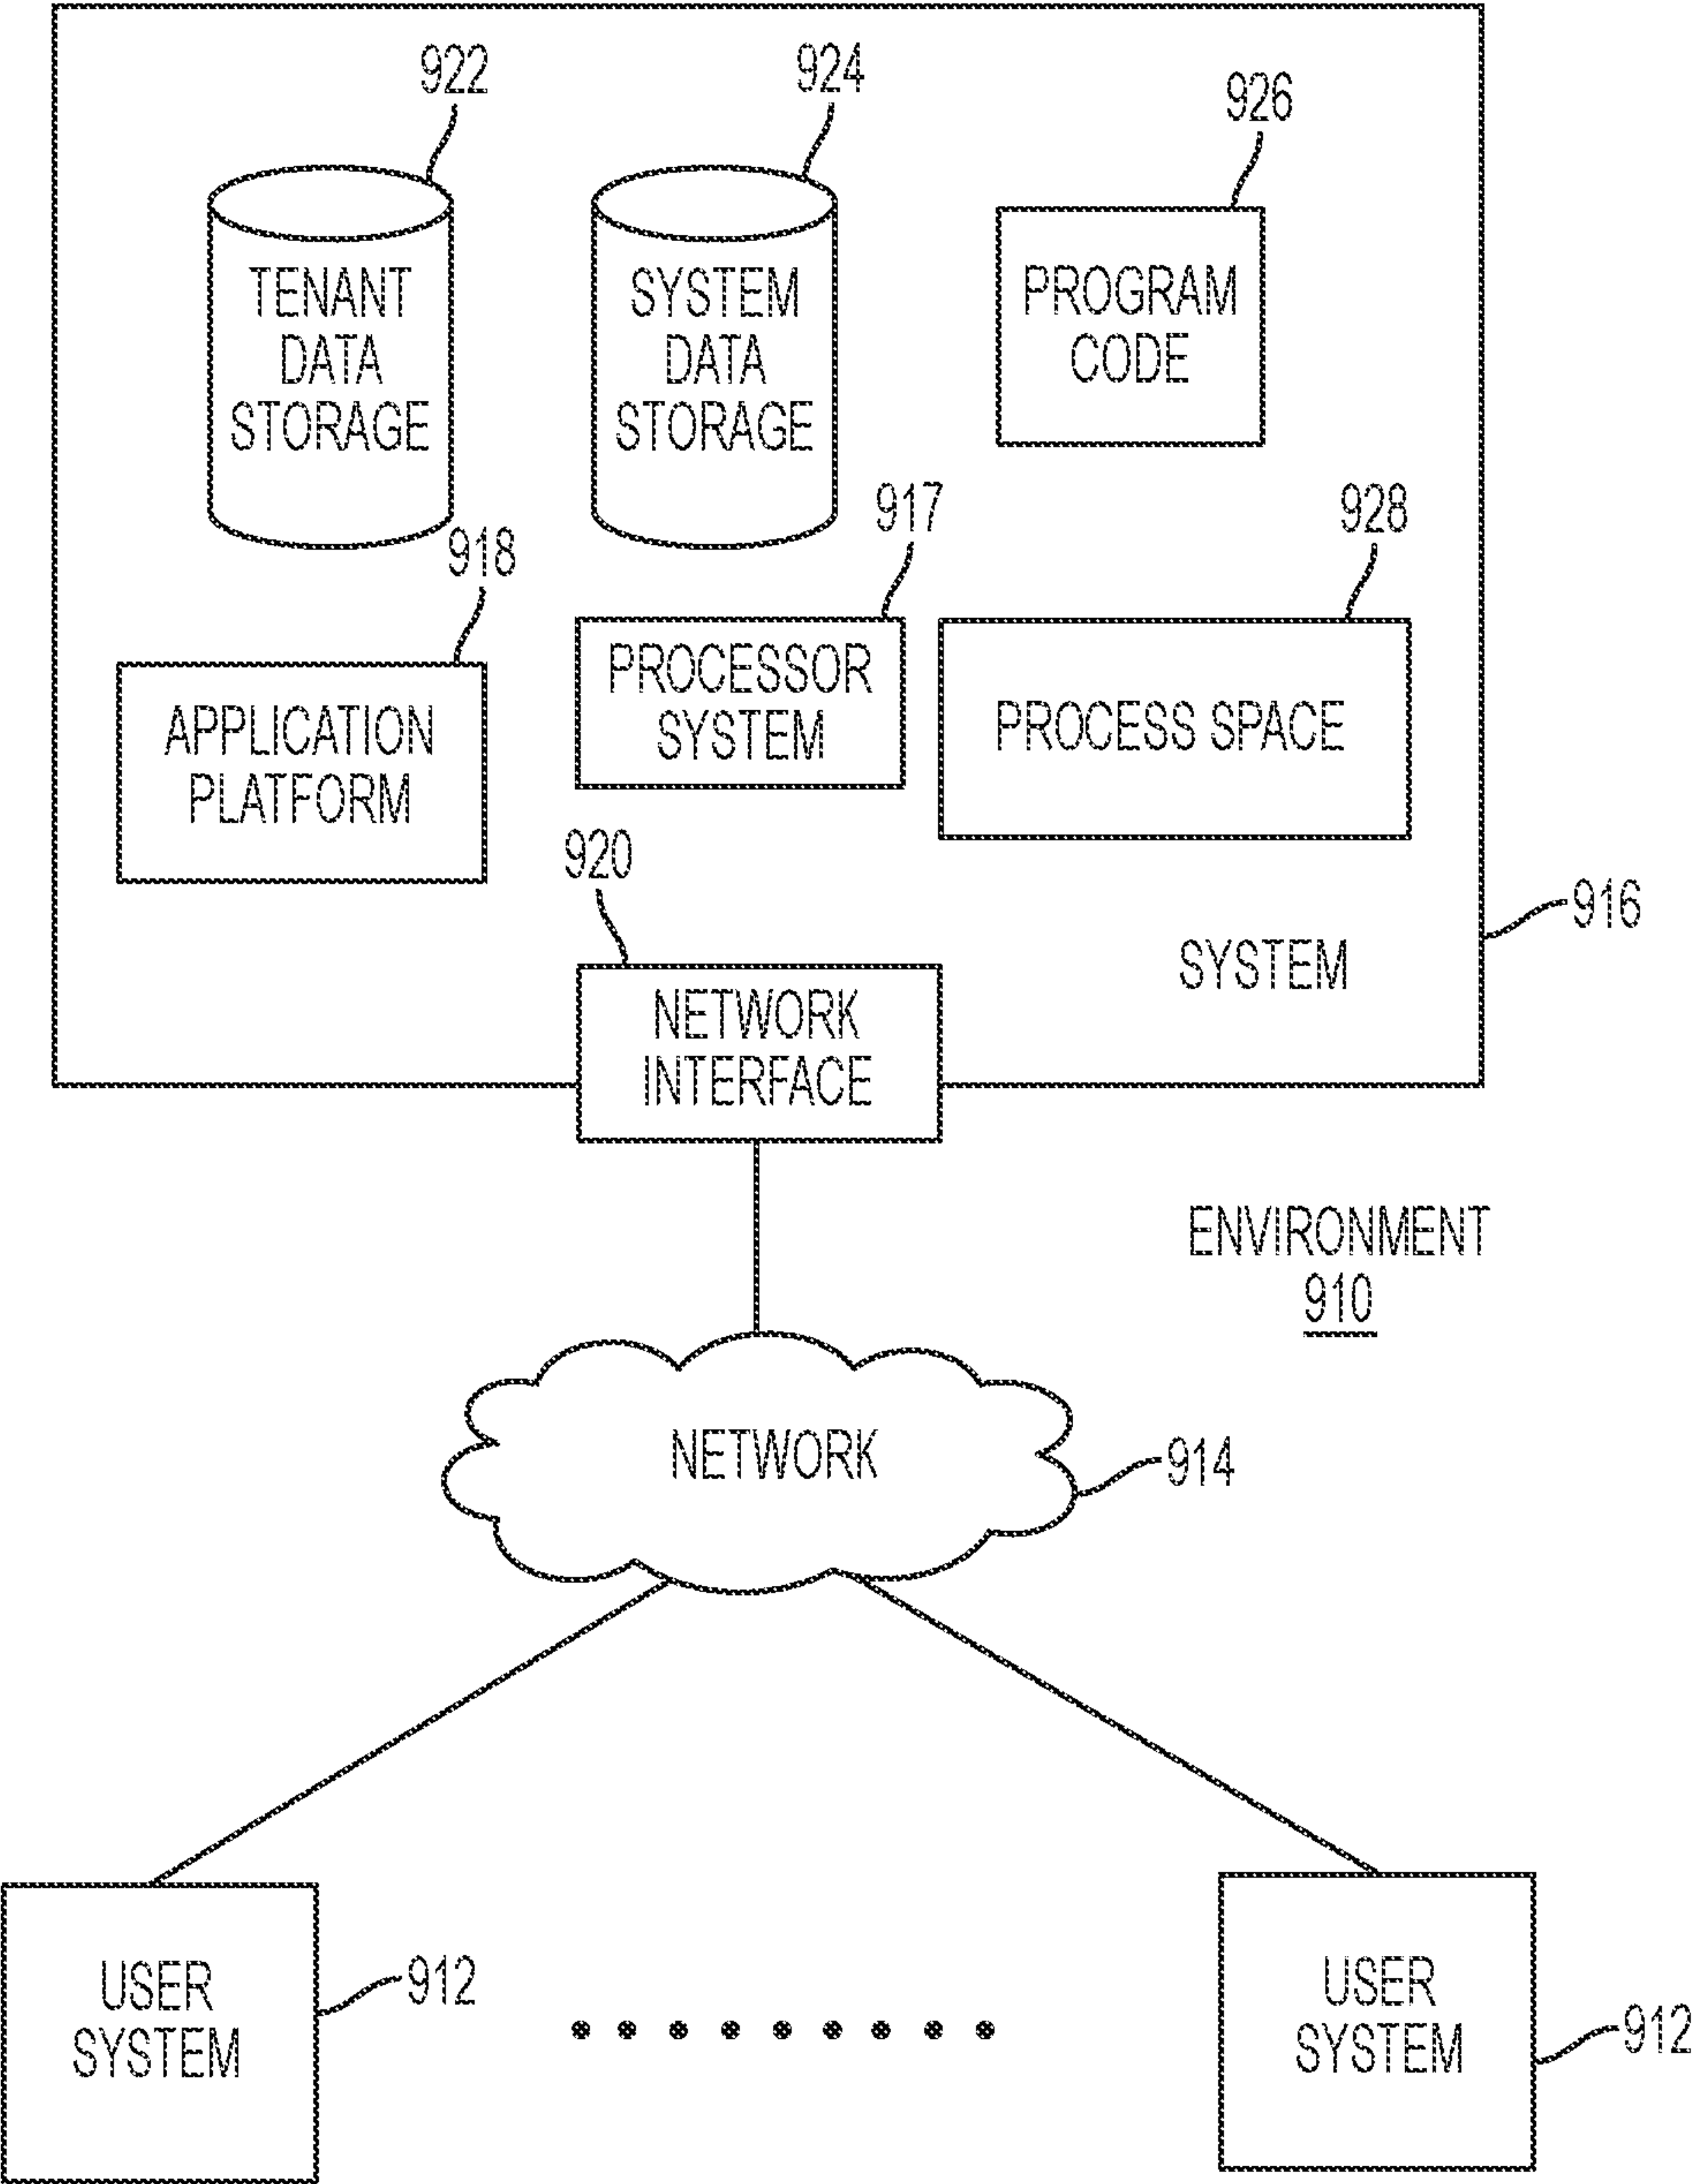 922
924
926
TENANT
DATA
STORAGE
SYSTEM
DATA
STORAGE
PROGRAM
CODE
918
917
928
APPLICATION
PLATFORM
PROCESSOR
SYSTEM
PROCESS SPACE
920
916
SYSTEM
NETWORK
INTERFACE
ENVIRONMENT
910
NETWORK
914
USER
SYSTEM
912
USER
SYSTEM
912